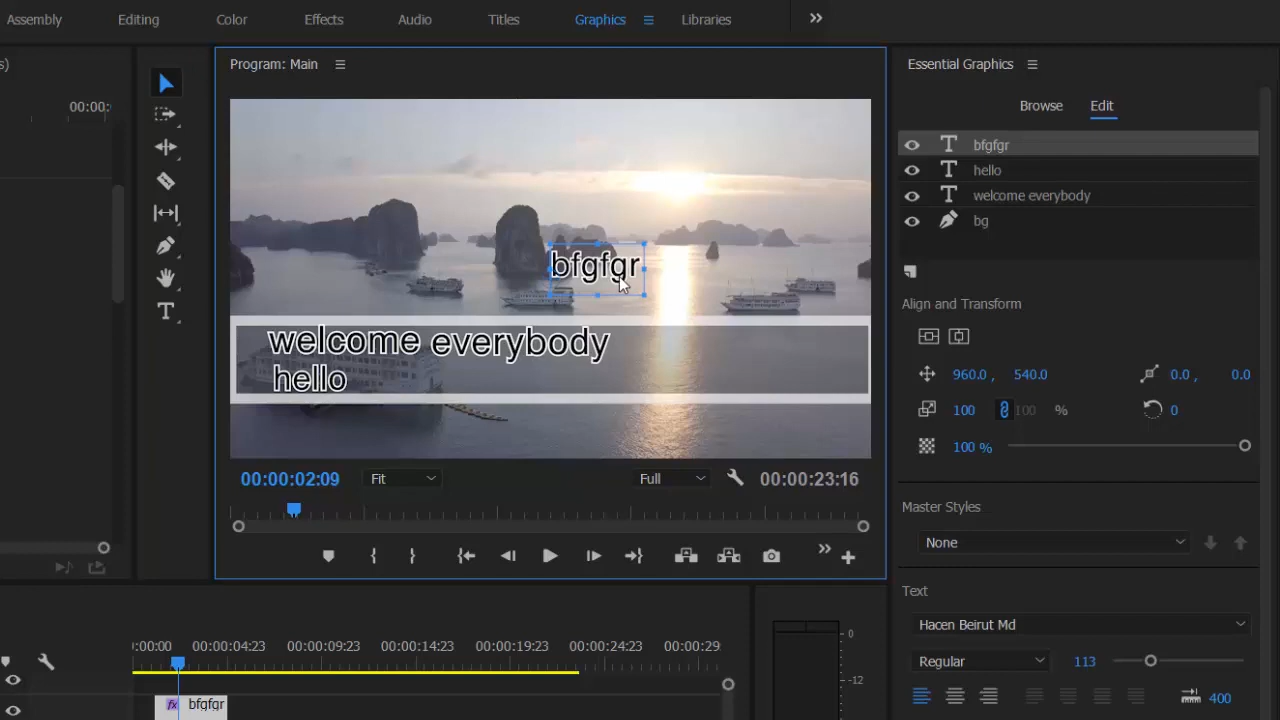 Assembly
Editing
Color
Effects
Audio
Titles
Graphics
Libraries
s)
Program: Main
Essential Graphics
00:00:
Browse
Edit
bfgfgr
hello
welcome everybody
bg
bfgfgr
welcome everybody
hello
Align and Transform
960.0 , 540.0
0.0 , 0.0
100
100 %
0
100 %
00:00:02:09
Fit
Full
00:00:23:16
Master Styles
None
Text
Hacen Beirut Md
Regular
113
400
:00:00
00:00:04:23
00:00:09:23
00:00:14:23
00:00:19:23
00:00:24:23
00:00:29
0
-12
fx bfgfgr